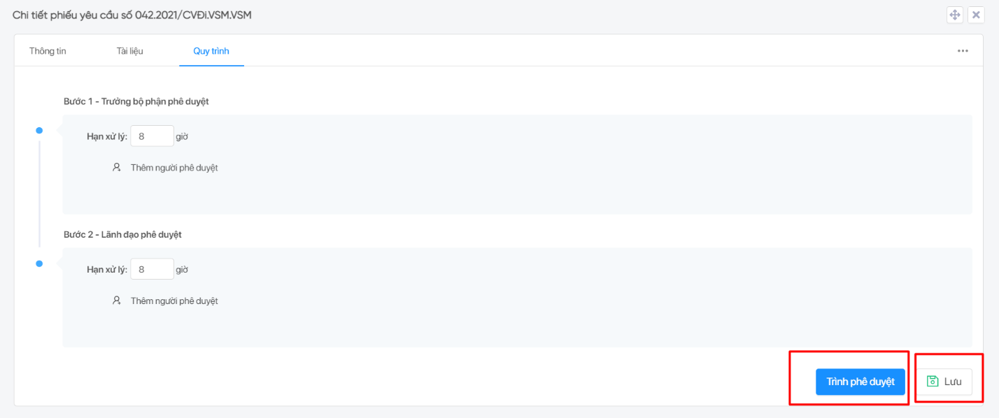 Chi tiết phiếu yêu cầu số 042.2021/CVĐi.VSM.VSM
Thông tin Tài liệu Quy trình
Bước 1 - Trưởng bộ phận phê duyệt
Hạn xử lý: 8 giờ
Thêm người phê duyệt
Bước 2 - Lãnh đạo phê duyệt
Hạn xử lý: 8 giờ
Thêm người phê duyệt
Trình phê duyệt Lưu